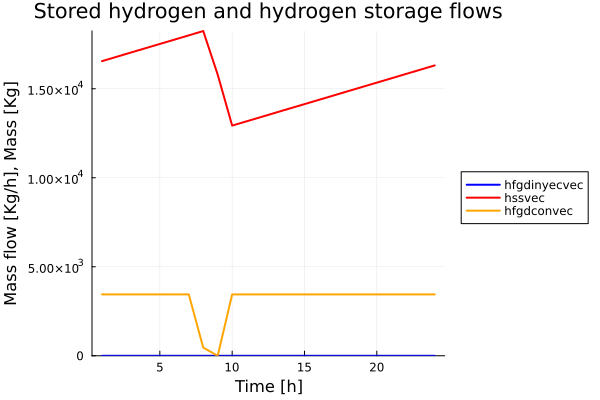 Stored hydrogen and hydrogen storage flows
Mass flow [Kg/h], Mass [Kg]
1.50×10⁴
1.00×10⁴
5.00×10³
0
5
10
15
20
Time [h]
hfgdinyecvec
hssvec
hfgdconvec